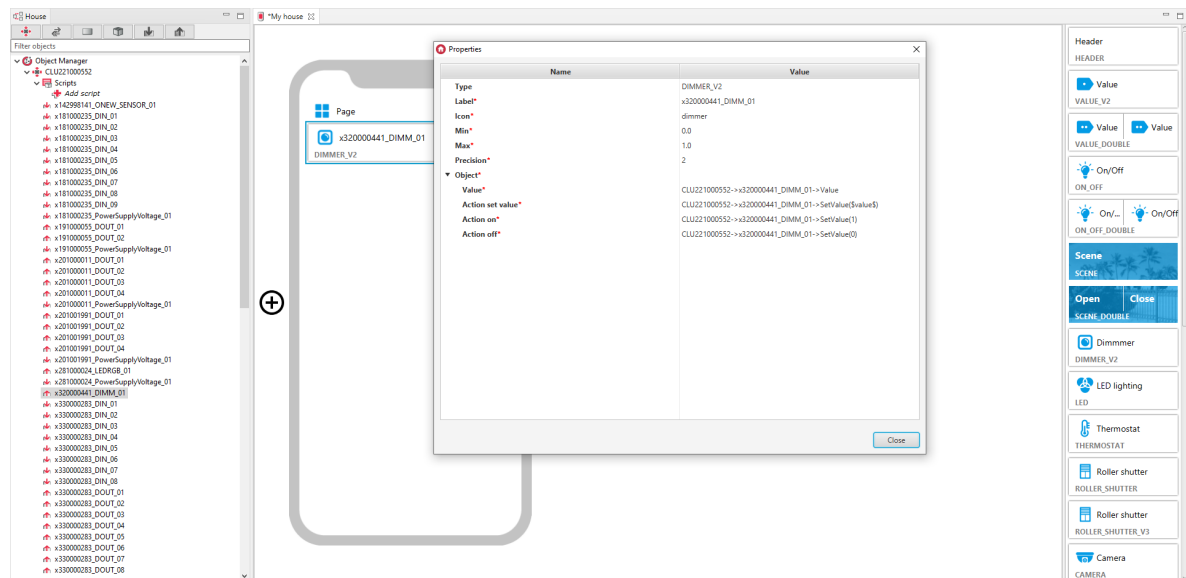 House
Filter objects
Object Manager
CLU221000552
Scripts
Add script
x142998141_ONEW_SENSOR_01
x181000235_DIN_01
x181000235_DIN_02
x181000235_DIN_03
x181000235_DIN_04
x181000235_DIN_05
x181000235_DIN_06
x181000235_DIN_07
x181000235_DIN_08
x181000235_DIN_09
x181000235_PowerSupplyVoltage_01
x191000055_DOUT_01
x191000055_DOUT_02
x191000055_PowerSupplyVoltage_01
x201000011_DOUT_01
x201000011_DOUT_02
x201000011_DOUT_03
x201000011_DOUT_04
x201000011_PowerSupplyVoltage_01
x201001991_DOUT_01
x201001991_DOUT_02
x201001991_DOUT_03
x201001991_DOUT_04
x201001991_PowerSupplyVoltage_01
x281000024_LEDRGB_01
x281000024_PowerSupplyVoltage_01
x320000441_DIMM_01
x330000283_DIN_01
x330000283_DIN_02
x330000283_DIN_03
x330000283_DIN_04
x330000283_DIN_05
x330000283_DIN_06
x330000283_DIN_07
x330000283_DIN_08
x330000283_DOUT_01
x330000283_DOUT_02
x330000283_DOUT_03
x330000283_DOUT_04
x330000283_DOUT_05
x330000283_DOUT_06
x330000283_DOUT_07
x330000283_DOUT_08
*My house
Page
x320000441_DIMM_01
DIMMER_V2
Properties
Name Value
Type DIMMER_V2
Label* x320000441_DIMM_01
Icon* dimmer
Min* 0.0
Max* 1.0
Precision* 2
Object*
Value* CLU221000552->x320000441_DIMM_01->Value
Action set value* CLU221000552->x320000441_DIMM_01->SetValue($value$)
Action on* CLU221000552->x320000441_DIMM_01->SetValue(1)
Action off* CLU221000552->x320000441_DIMM_01->SetValue(0)
Close
Header
HEADER
Value
VALUE_V2
Value Value
VALUE_DOUBLE
On/Off
ON_OFF
On/... On/Off
ON_OFF_DOUBLE
Scene
SCENE
Open Close
SCENE_DOUBLE
Dimmmer
DIMMER_V2
LED lighting
LED
Thermostat
THERMOSTAT
Roller shutter
ROLLER_SHUTTER
Roller shutter
ROLLER_SHUTTER_V3
Camera
CAMERA